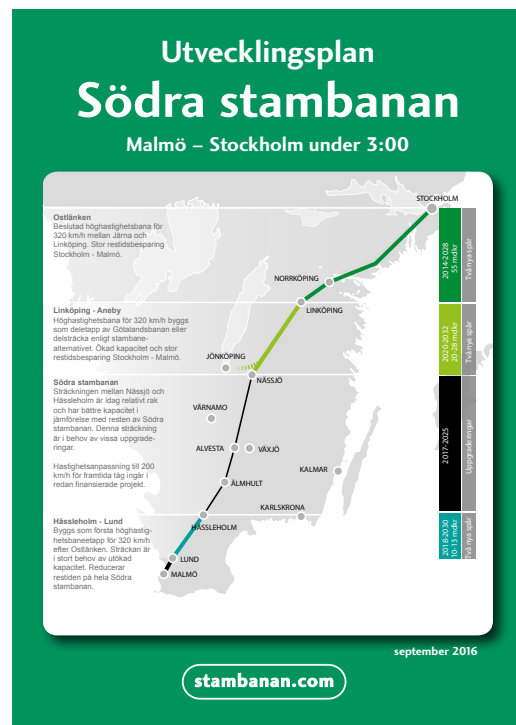 Utvecklingsplan
Södra stambanan
Malmö – Stockholm under 3:00
STOCKHOLM
Ostlänken
Beslutad höghastighetsbana för
320 km/h mellan Järna och
Linköping. Stor restidsbesparing
Stockholm - Malmö.
2014-2028
55 mdkr
Två nya spår
NORRKÖPING
LINKÖPING
Linköping - Aneby
Höghastighetsbana för 320 km/h byggs
som deletapp av Götalandsbanan eller
delsträcka enligt stambane-
alternativet. Ökad kapacitet och stor
restidsbesparing Stockholm - Malmö.
2020-2032
20-28 mdkr
Två nya spår
JÖNKÖPING
NÄSSJÖ
Södra stambanan
Sträckningen mellan Nässjö och
Hässleholm är idag relativt rak
och har bättre kapacitet i
jämförelse med resten av Södra
stambanan. Denna sträckning
är i behov av vissa uppgrade-
ringar.
Hastighetsanpassning till 200
km/h för framtida tåg ingår i
redan finansierade projekt.
2017-2025
Uppgraderingar
VÄRNAMO
ALVESTA
VÄXJÖ
KALMAR
ÄLMHULT
KARLSKRONA
HÄSSLEHOLM
Hässleholm - Lund
Byggs som första höghastig-
hetsbaneetapp för 320 km/h
efter Ostlänken. Sträckan är
i stort behov av utökad
kapacitet. Reducerar
restiden på hela Södra
stambanan.
2018-2030
10-13 mdkr
Två nya spår
LUND
MALMÖ
september 2016
stambanan.com